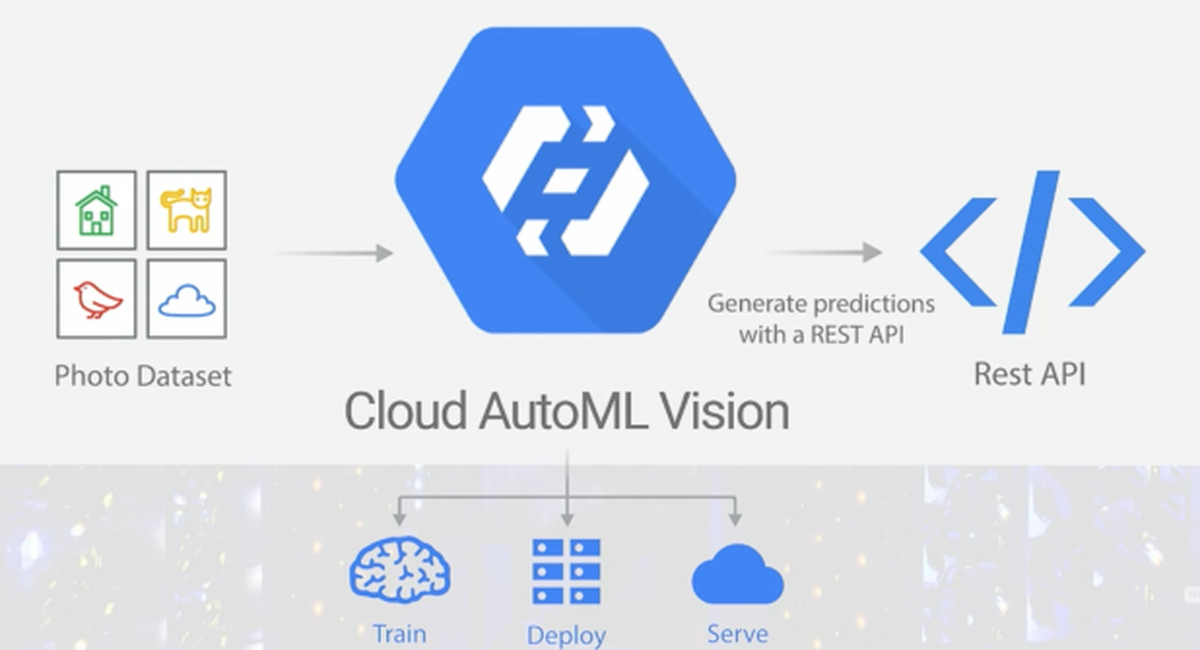 Photo Dataset
Generate predictions
with a REST API
Rest API
Cloud AutoML Vision
Train
Deploy
Serve